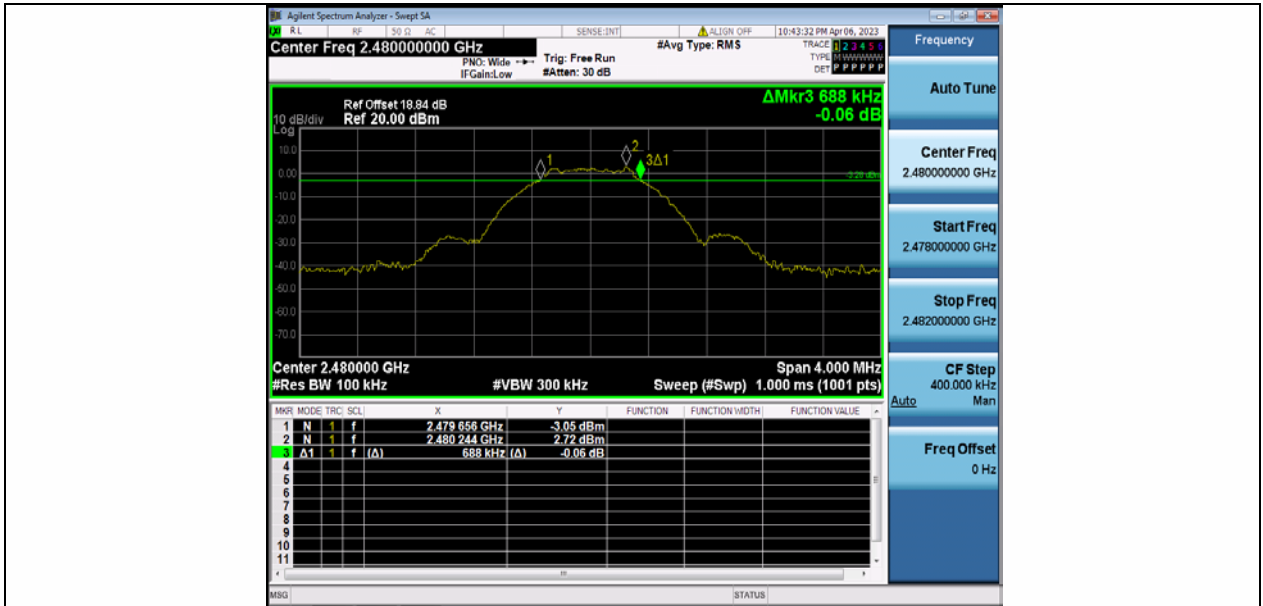 Agilent Spectrum Analyzer - Swept SA
RL RF 50 Ω AC SENSE:INT ALIGN OFF 10:43:32 PM Apr 06, 2023
Center Freq 2.480000000 GHz #Avg Type: RMS TRACE 1 2 3 4 5 6
PNO: Wide Trig: Free Run TYPE M WWWWW
IFGain:Low #Atten: 30 dB DET P P P P P P
ΔMkr3 688 kHz
-0.06 dB
Ref Offset 18.84 dB
10 dB/div Ref 20.00 dBm
Log
10.0
0.00
-10.0
-20.0
-30.0
-40.0
-50.0
-60.0
-70.0
1
2
3Δ1
-3.28 dBm
Center 2.480000 GHz Span 4.000 MHz
#Res BW 100 kHz #VBW 300 kHz Sweep (#Swp) 1.000 ms (1001 pts)
MKR MODE TRC SCL X Y FUNCTION FUNCTION WIDTH FUNCTION VALUE
1 N 1 f 2.479 656 GHz -3.05 dBm
2 N 1 f 2.480 244 GHz 2.72 dBm
3 Δ1 1 f (Δ) 688 kHz (Δ) -0.06 dB
4
5
6
7
8
9
10
11
MSG STATUS
Frequency
Auto Tune
Center Freq
2.480000000 GHz
Start Freq
2.478000000 GHz
Stop Freq
2.482000000 GHz
CF Step
400.000 kHz
Auto Man
Freq Offset
0 Hz